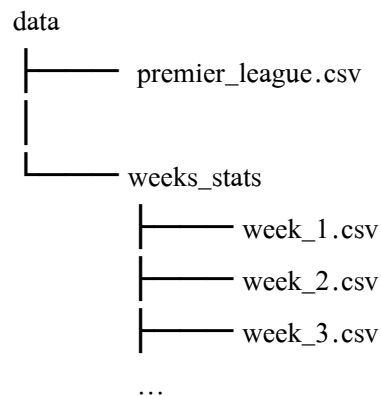 data
premier_league.csv
weeks_stats
week_1.csv
week_2.csv
week_3.csv
...